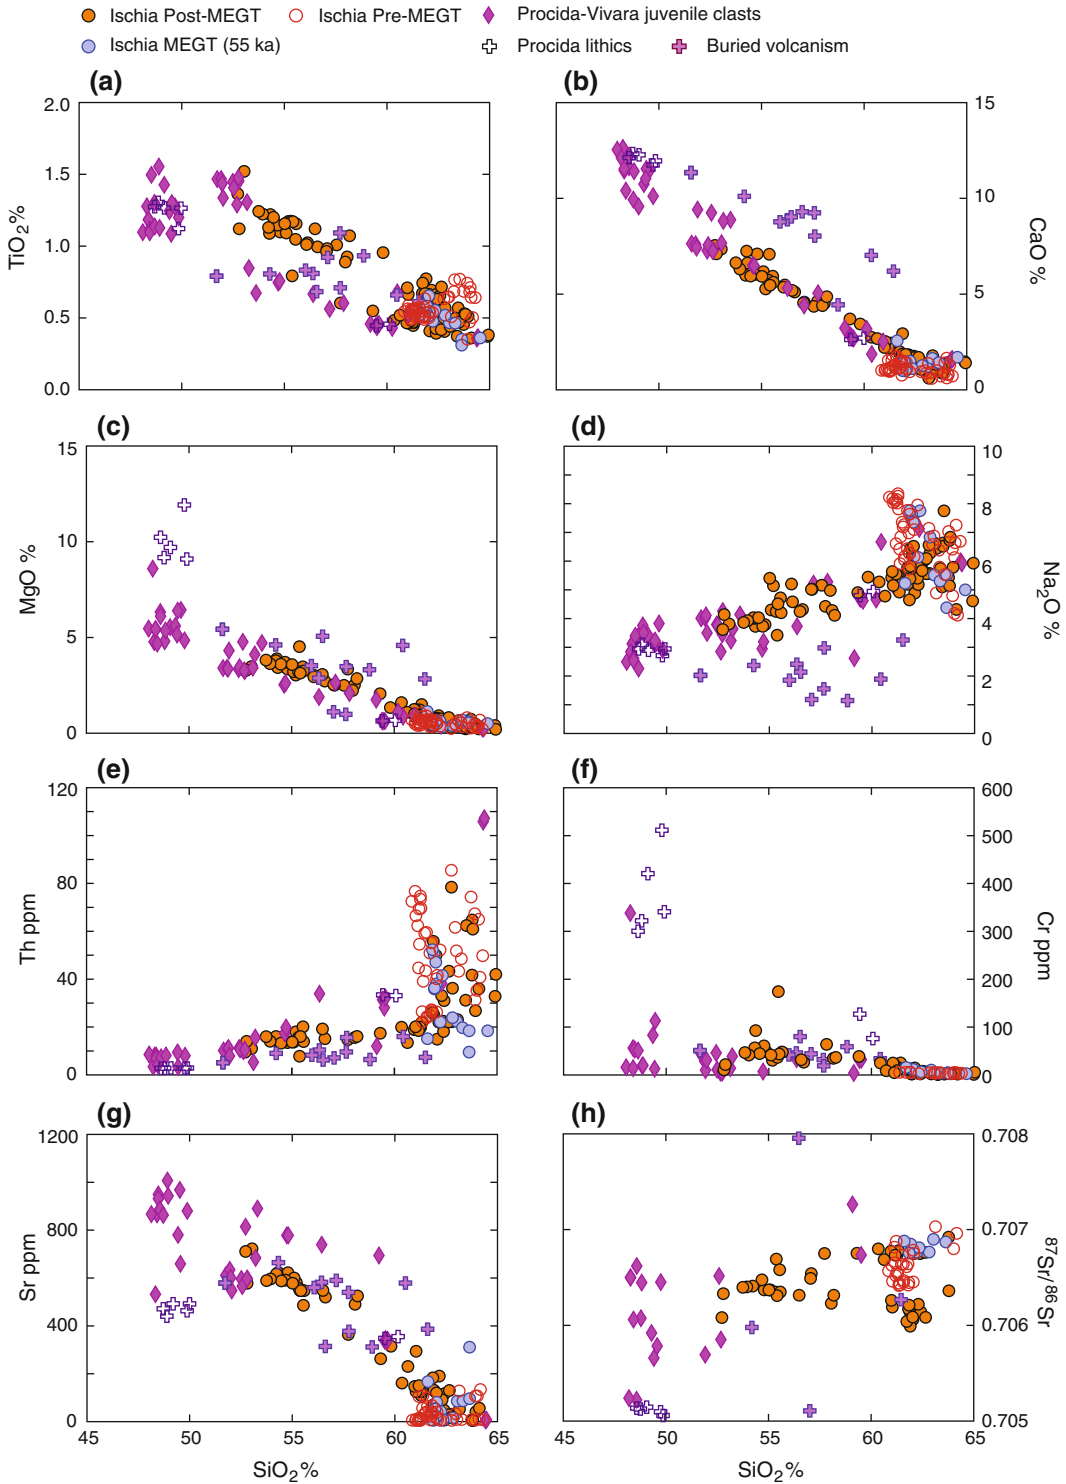 Ischia Post-MEGT Ischia Pre-MEGT Procida-Vivara juvenile clasts
Ischia MEGT (55 ka) Procida lithics Buried volcanism
(a) (b)
2.0 15
1.5
10
1.0
TiO2% CaO %
5
0.5
0.0 0
(c) (d)
15 10
8
10
6
MgO % Na2O %
4
5
2
0 0
(e) (f)
120 600
500
80 400
Th ppm 300 Cr ppm
40 200
100
0 0
(g) (h)
1200 0.708
800 0.707
Sr ppm 87Sr/86Sr
400 0.706
0 0.705
45 50 55 60 65 45 50 55 60 65
SiO2% SiO2%